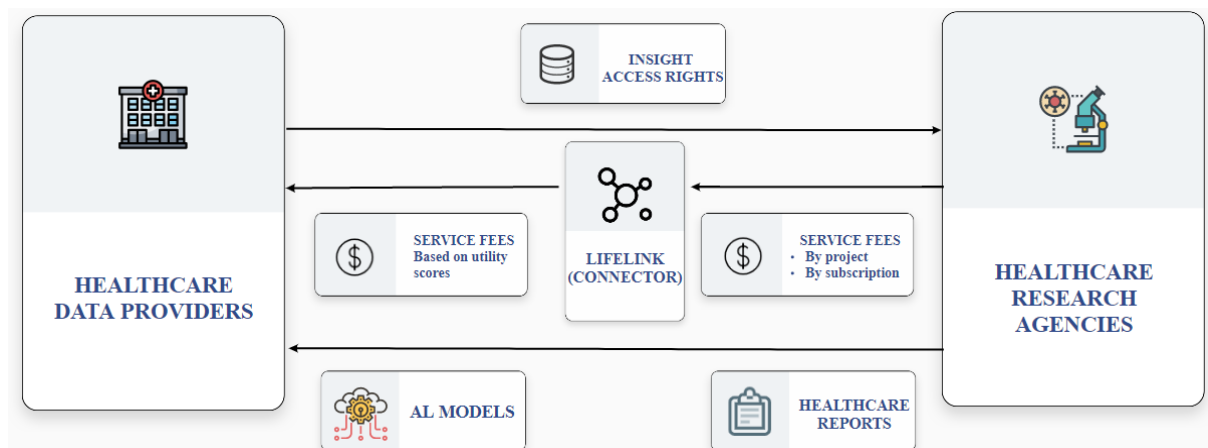 INSIGHT
ACCESS RIGHTS
HEALTHCARE
DATA PROVIDERS
SERVICE FEES
Based on utility
scores
LIFELINK
(CONNECTOR)
SERVICE FEES
• By project
• By subscription
HEALTHCARE
RESEARCH
AGENCIES
AL MODELS
HEALTHCARE
REPORTS